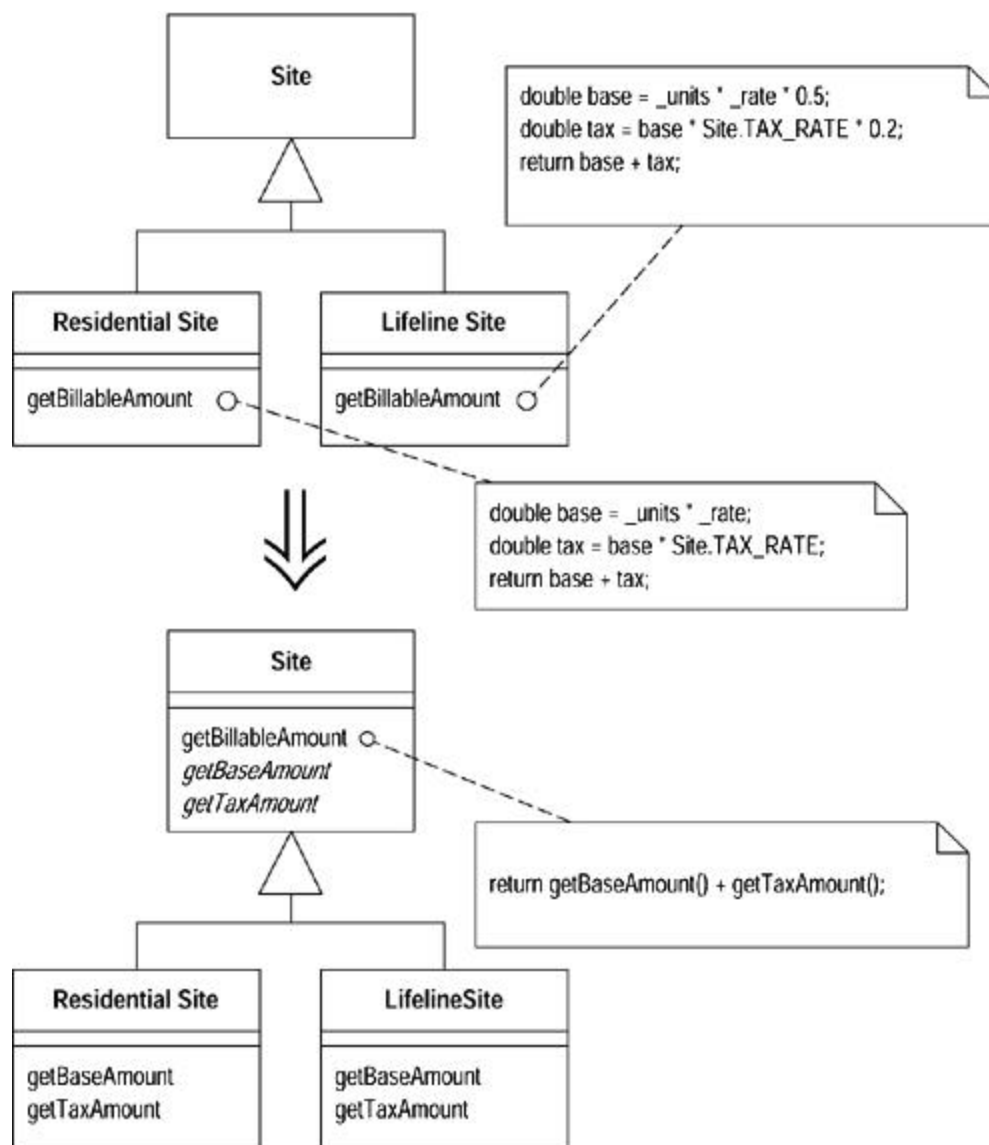 Site
double base = _units * _rate * 0.5;
double tax = base * Site.TAX_RATE * 0.2;
return base + tax;
Residential Site
getBillableAmount
Lifeline Site
getBillableAmount
double base = _units * _rate;
double tax = base * Site.TAX_RATE;
return base + tax;
Site
getBillableAmount
getBaseAmount
getTaxAmount
return getBaseAmount() + getTaxAmount();
Residential Site
getBaseAmount
getTaxAmount
LifelineSite
getBaseAmount
getTaxAmount